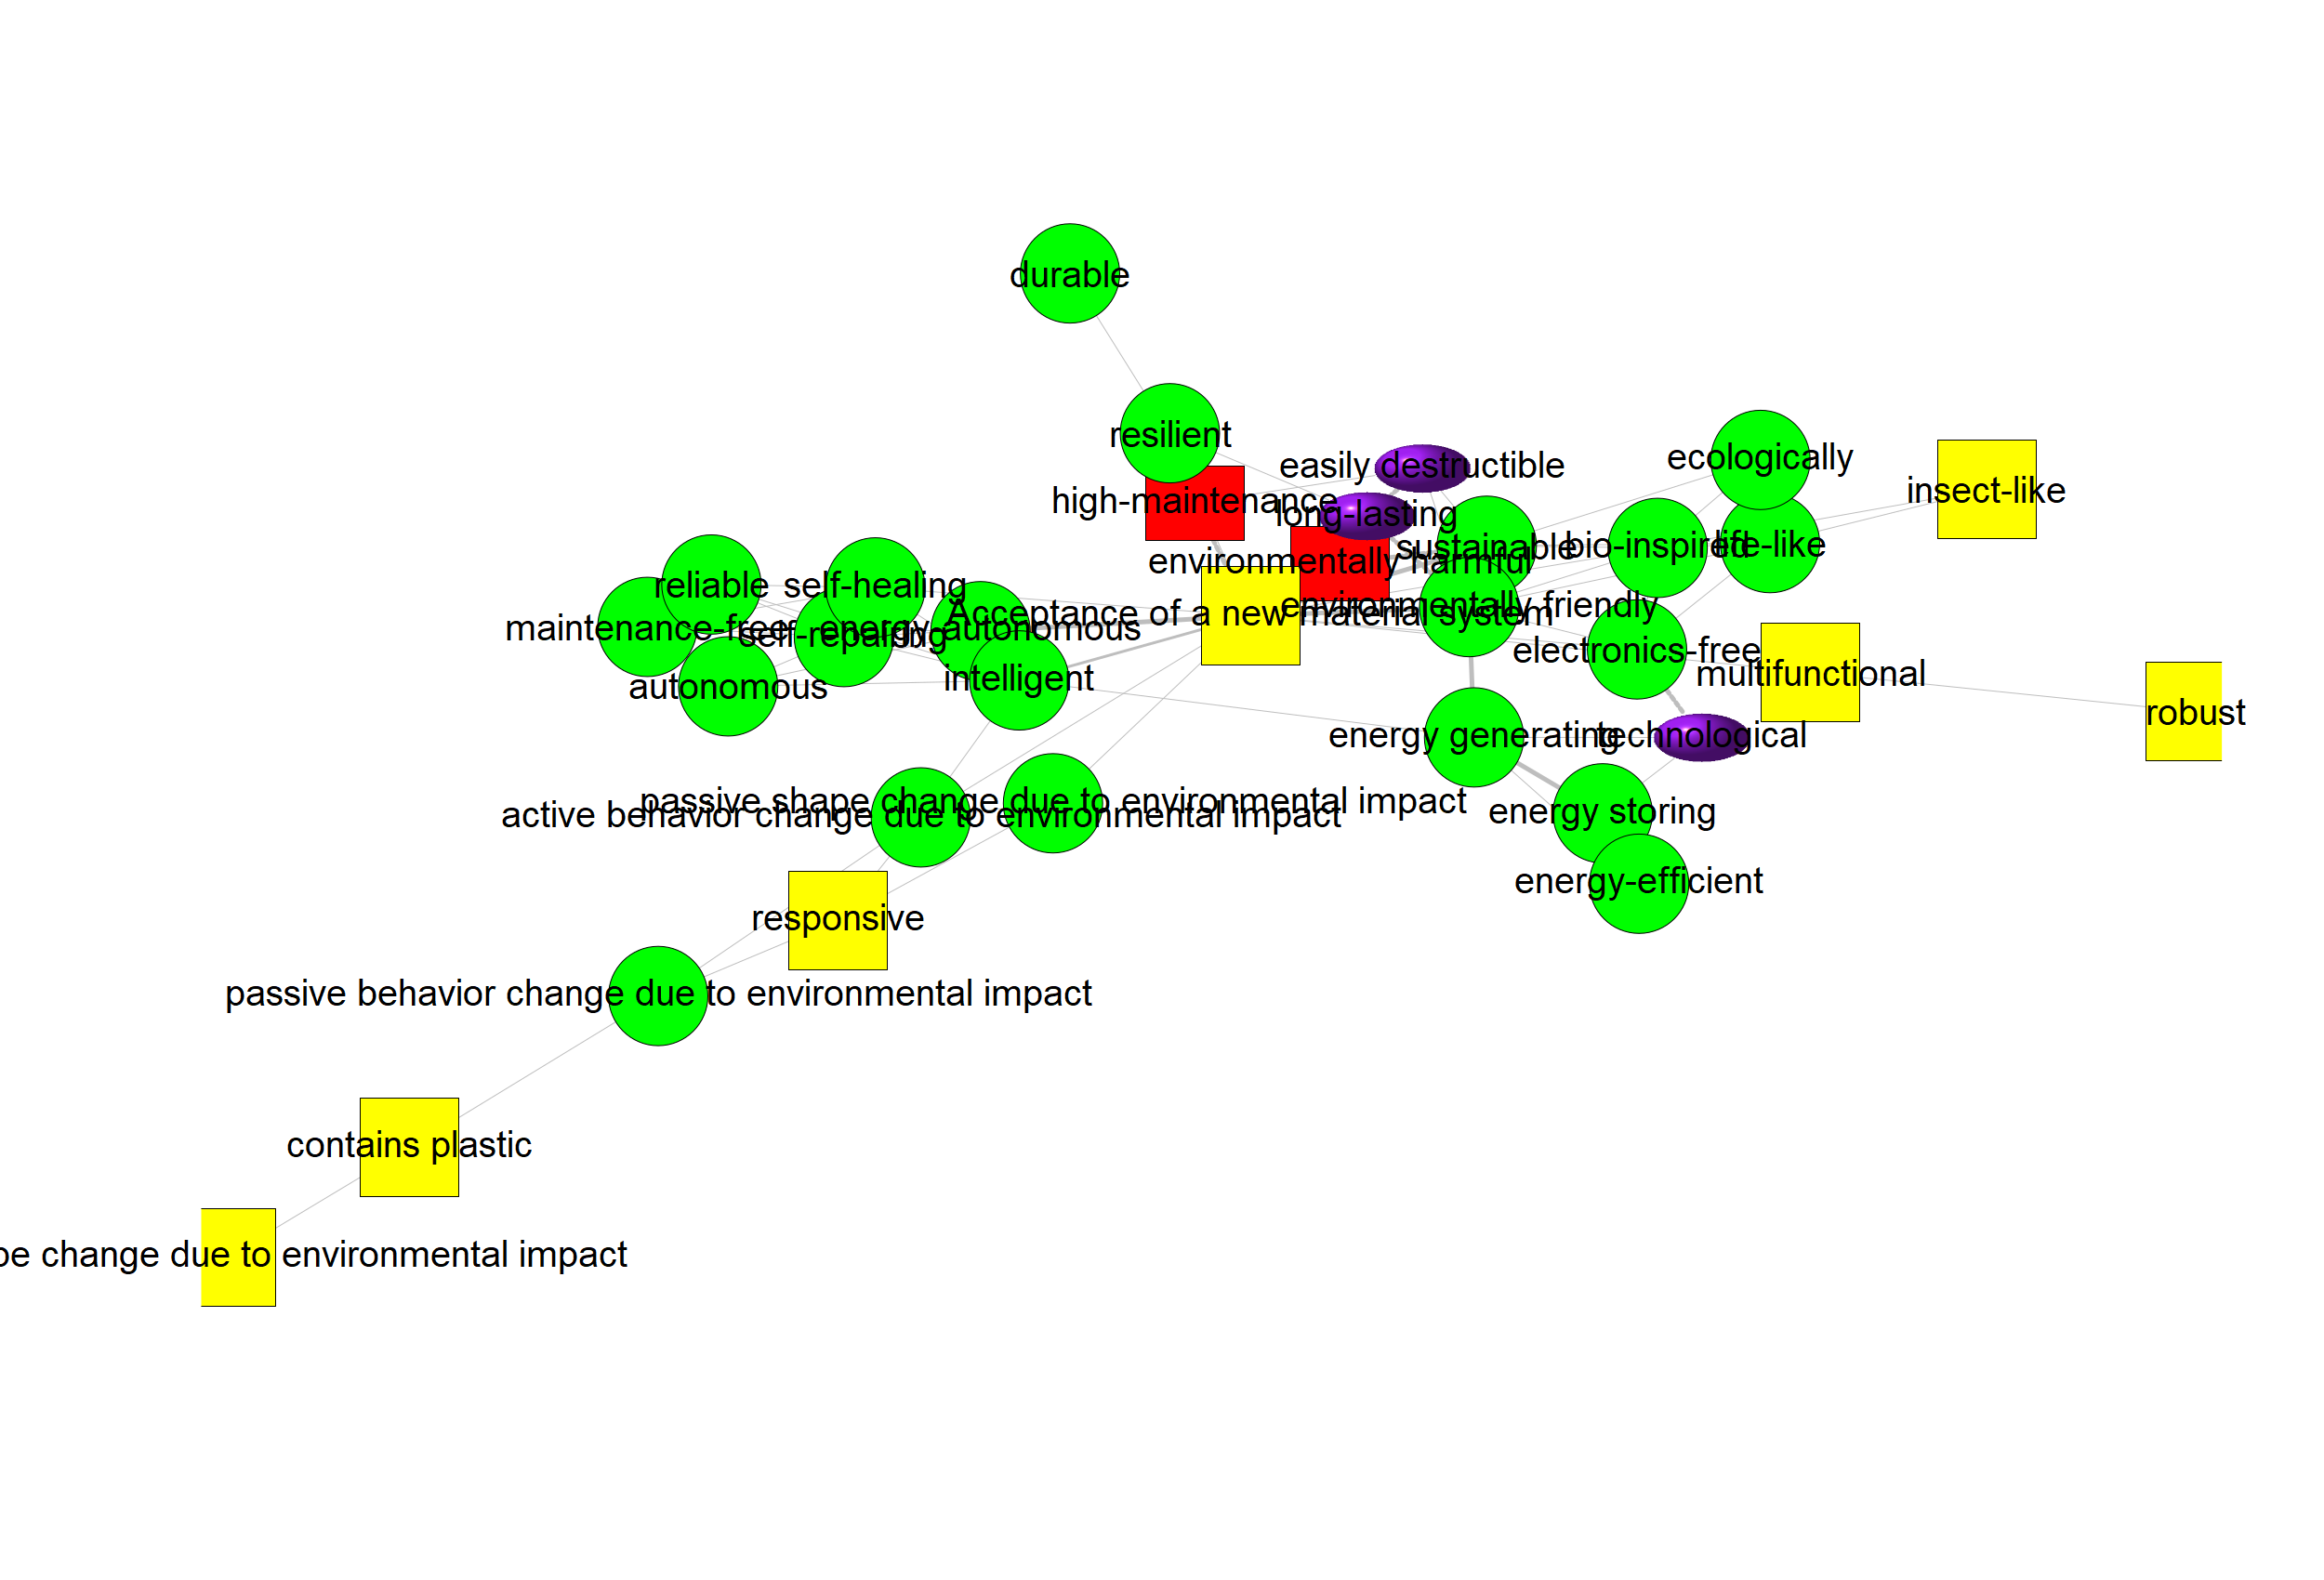 durable
resilient
ecologically
easily destructible
insect-like
high-maintenance
long-lasting
sustainable
bio-inspired
life-like
environmentally harmful
reliable
self-healing
environmentally friendly
Acceptance of a new material system
maintenance-free
energy autonomous
self-repairing
electronics-free
multifunctional
intelligent
autonomous
robust
energy generating
technological
passive shape change due to environmental impact
energy storing
active behavior change due to environmental impact
energy-efficient
responsive
passive behavior change due to environmental impact
contains plastic
change due to environmental impact